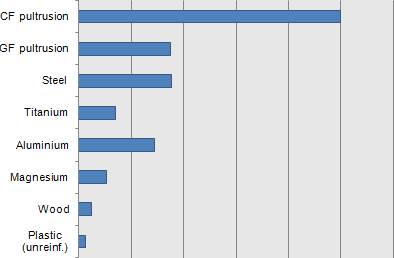 CF pultrusion
GF pultrusion
Steel
Titanium
Aluminium
Magnesium
Wood
Plastic
(unreinf.)